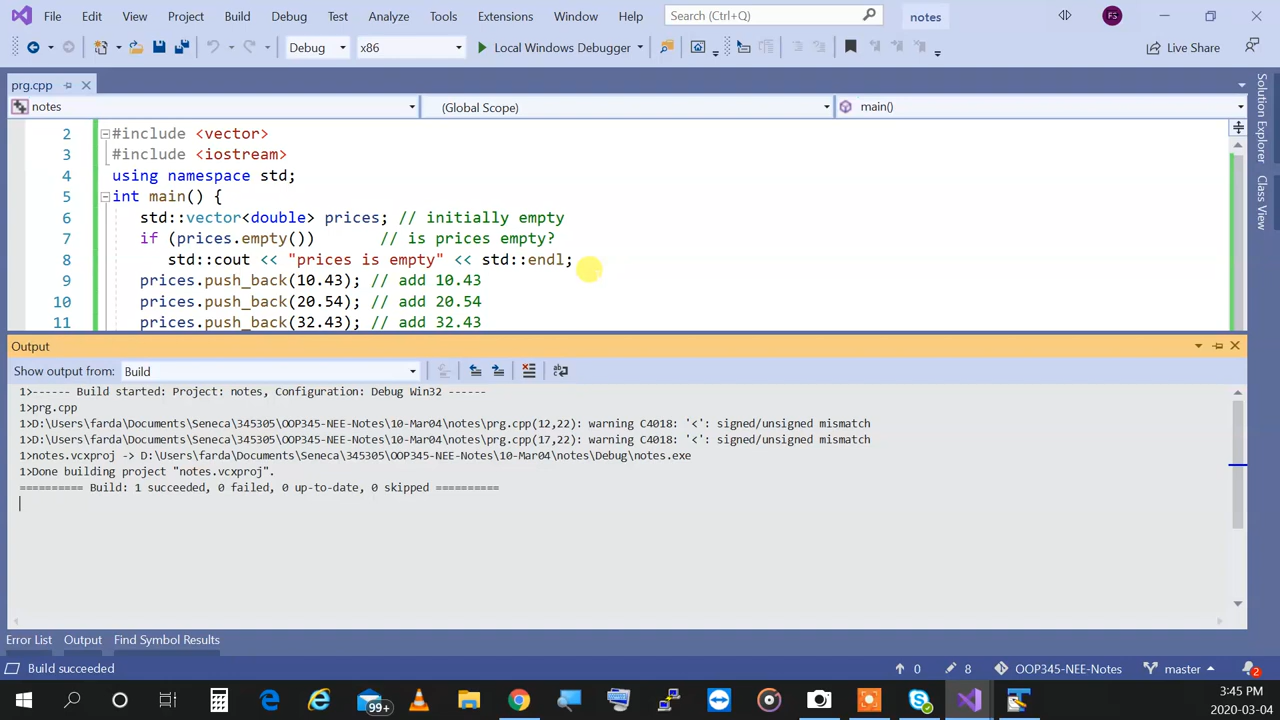 File Edit View Project Build Debug Test Analyze Tools Extensions Window Help Search (Ctrl+Q) notes FS
Debug x86 Local Windows Debugger Live Share
prg.cpp
notes (Global Scope) main()
2 #include <vector>
3 #include <iostream>
4 using namespace std;
5 int main() {
6 std::vector<double> prices; // initially empty
7 if (prices.empty()) // is prices empty?
8 std::cout << "prices is empty" << std::endl;
9 prices.push_back(10.43); // add 10.43
10 prices.push_back(20.54); // add 20.54
11 prices.push_back(32.43); // add 32.43
Solution Explorer
Class View
Output
Show output from: Build
1>------ Build started: Project: notes, Configuration: Debug Win32 ------
1>prg.cpp
1>D:\Users\farda\Documents\Seneca\345305\OOP345-NEE-Notes\10-Mar04\notes\prg.cpp(12,22): warning C4018: '<': signed/unsigned mismatch
1>D:\Users\farda\Documents\Seneca\345305\OOP345-NEE-Notes\10-Mar04\notes\prg.cpp(17,22): warning C4018: '<': signed/unsigned mismatch
1>notes.vcxproj -> D:\Users\farda\Documents\Seneca\345305\OOP345-NEE-Notes\10-Mar04\notes\Debug\notes.exe
1>Done building project "notes.vcxproj".
========== Build: 1 succeeded, 0 failed, 0 up-to-date, 0 skipped ==========
Error List Output Find Symbol Results
Build succeeded 0 8 OOP345-NEE-Notes master 2
99+
3:45 PM
2020-03-04